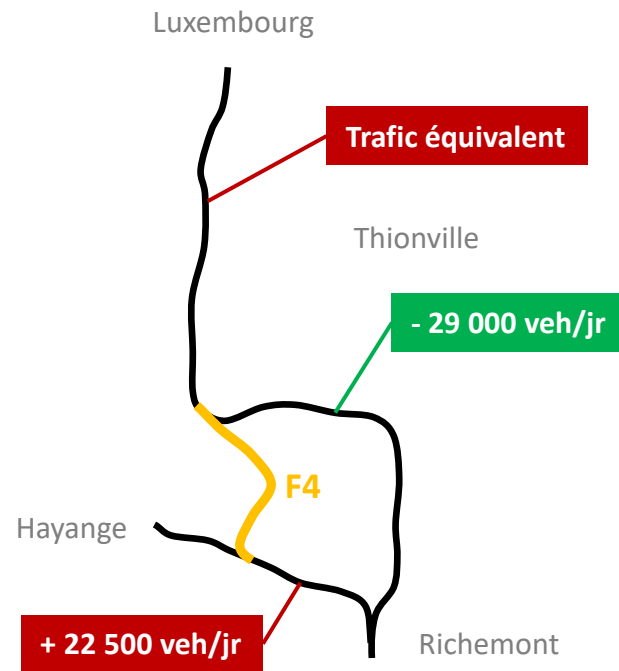 Luxembourg
Trafic équivalent
Thionville
- 29 000 veh/jr
F4
Hayange
+ 22 500 veh/jr
Richemont